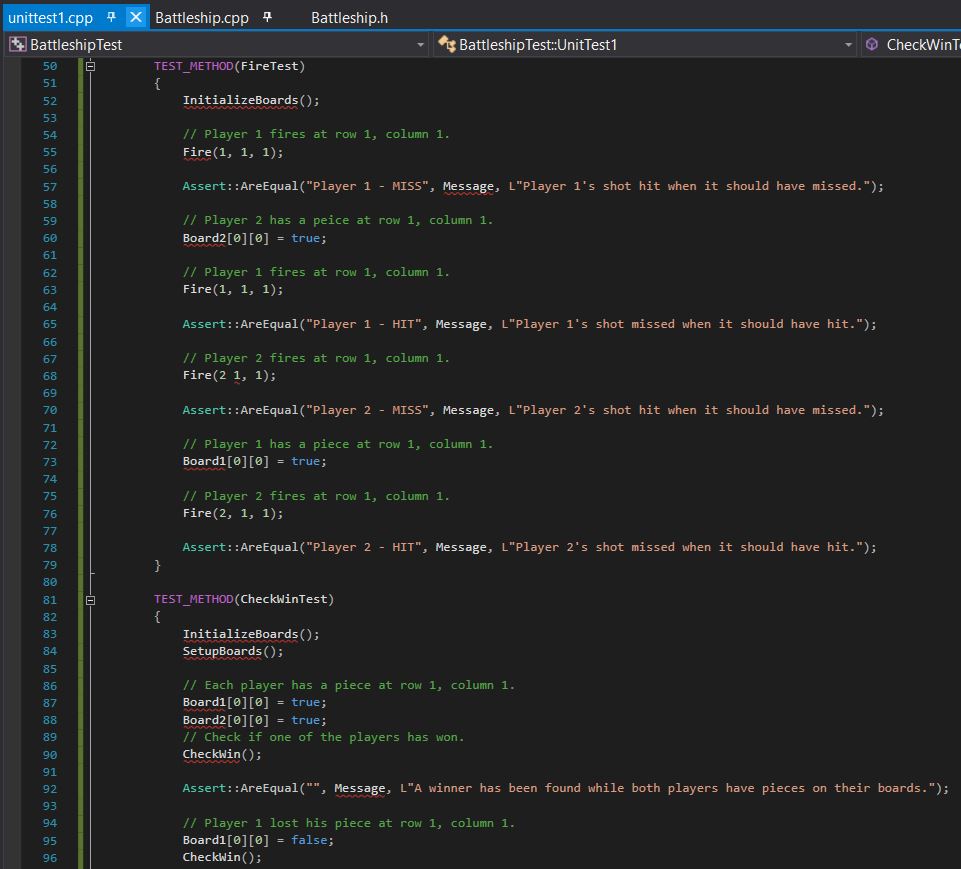 unittest1.cpp Battleship.cpp Battleship.h
BattleshipTest BattleshipTest::UnitTest1 CheckWinTe
50 TEST_METHOD(FireTest)
51 {
52 InitializeBoards();
53
54 // Player 1 fires at row 1, column 1.
55 Fire(1, 1, 1);
56
57 Assert::AreEqual("Player 1 - MISS", Message, L"Player 1's shot hit when it should have missed.");
58
59 // Player 2 has a peice at row 1, column 1.
60 Board2[0][0] = true;
61
62 // Player 1 fires at row 1, column 1.
63 Fire(1, 1, 1);
64
65 Assert::AreEqual("Player 1 - HIT", Message, L"Player 1's shot missed when it should have hit.");
66
67 // Player 2 fires at row 1, column 1.
68 Fire(2 1, 1);
69
70 Assert::AreEqual("Player 2 - MISS", Message, L"Player 2's shot hit when it should have missed.");
71
72 // Player 1 has a piece at row 1, column 1.
73 Board1[0][0] = true;
74
75 // Player 2 fires at row 1, column 1.
76 Fire(2, 1, 1);
77
78 Assert::AreEqual("Player 2 - HIT", Message, L"Player 2's shot missed when it should have hit.");
79 }
80
81 TEST_METHOD(CheckWinTest)
82 {
83 InitializeBoards();
84 SetupBoards();
85
86 // Each player has a piece at row 1, column 1.
87 Board1[0][0] = true;
88 Board2[0][0] = true;
89 // Check if one of the players has won.
90 CheckWin();
91
92 Assert::AreEqual("", Message, L"A winner has been found while both players have pieces on their boards.");
93
94 // Player 1 lost his piece at row 1, column 1.
95 Board1[0][0] = false;
96 CheckWin();